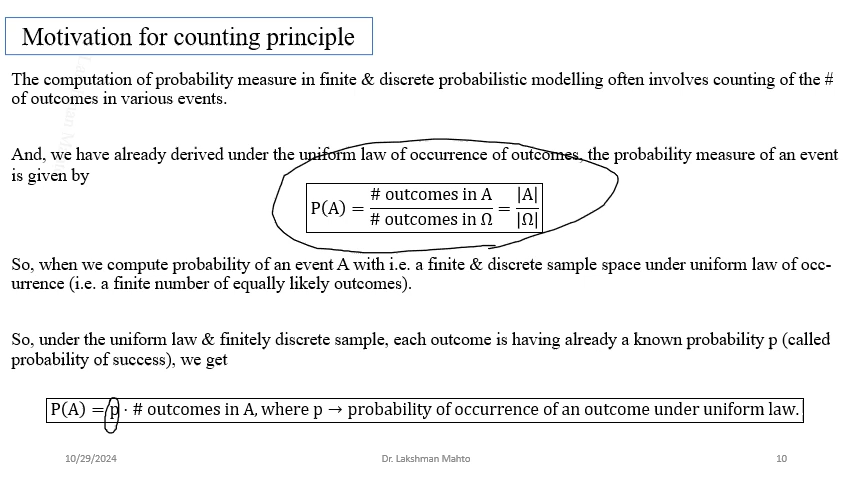 Motivation for counting principle
The computation of probability measure in finite & discrete probabilistic modelling often involves counting of the #
of outcomes in various events.
And, we have already derived under the uniform law of occurrence of outcomes, the probability measure of an event
is given by
P(A) = # outcomes in A / # outcomes in Ω = |A| / |Ω|
So, when we compute probability of an event A with i.e. a finite & discrete sample space under uniform law of occ-
urrence (i.e. a finite number of equally likely outcomes).
So, under the uniform law & finitely discrete sample, each outcome is having already a known probability p (called
probability of success), we get
P(A) = p · # outcomes in A, where p → probability of occurrence of an outcome under uniform law.
10/29/2024 Dr. Lakshman Mahto 10